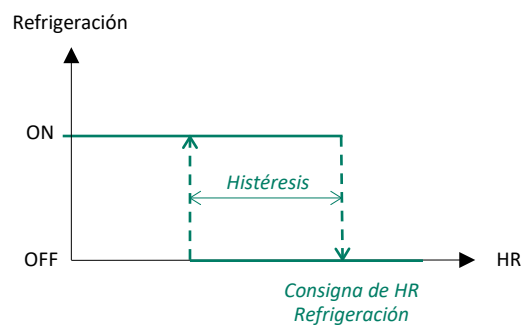 Refrigeración
ON
Histéresis
OFF
HR
Consigna de HR
Refrigeración